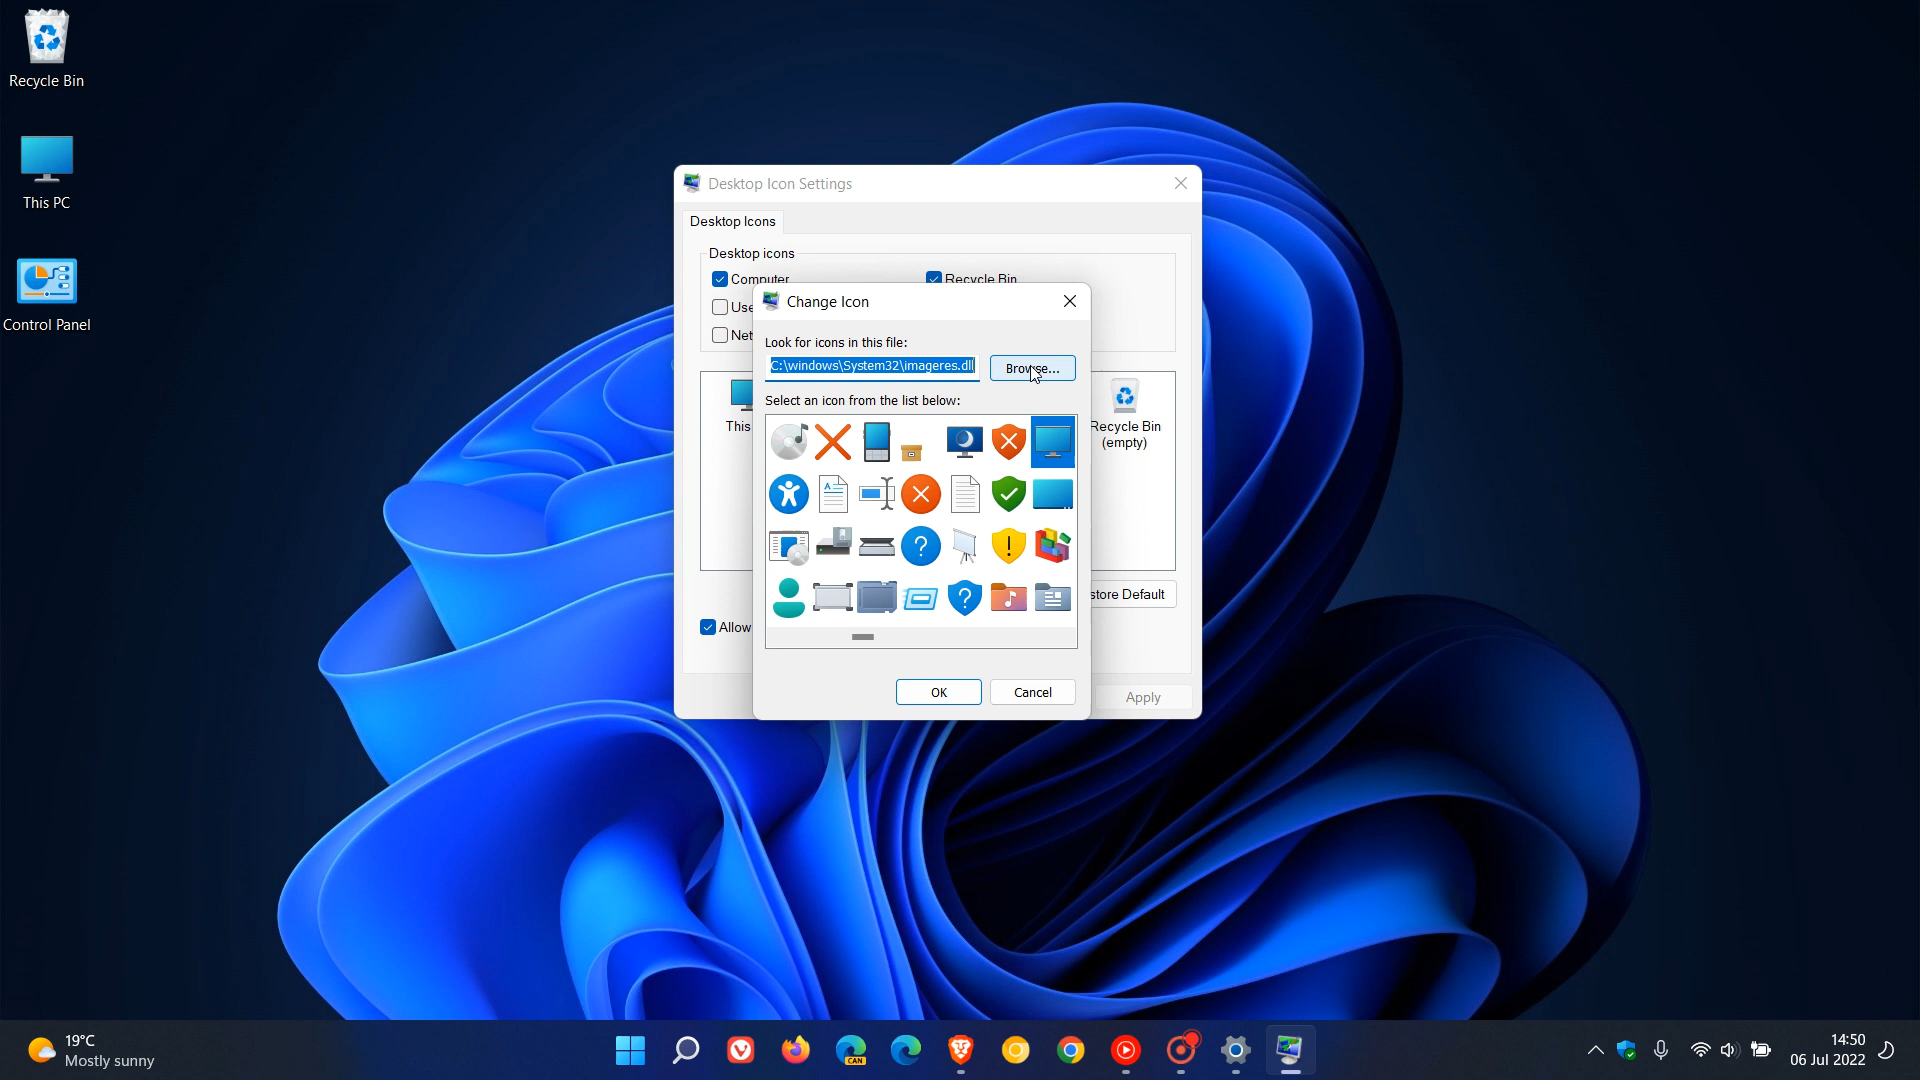 Recycle Bin
This PC
Control Panel
Desktop Icon Settings
Desktop Icons
Desktop icons
Computer
Recycle Bin
Use
Net
Change Icon
Look for icons in this file:
C:\windows\System32\imageres.dll
Browse...
Select an icon from the list below:
This
Recycle Bin
(empty)
store Default
Allow
OK
Cancel
Apply
19°C
Mostly sunny
CAN
14:50
06 Jul 2022